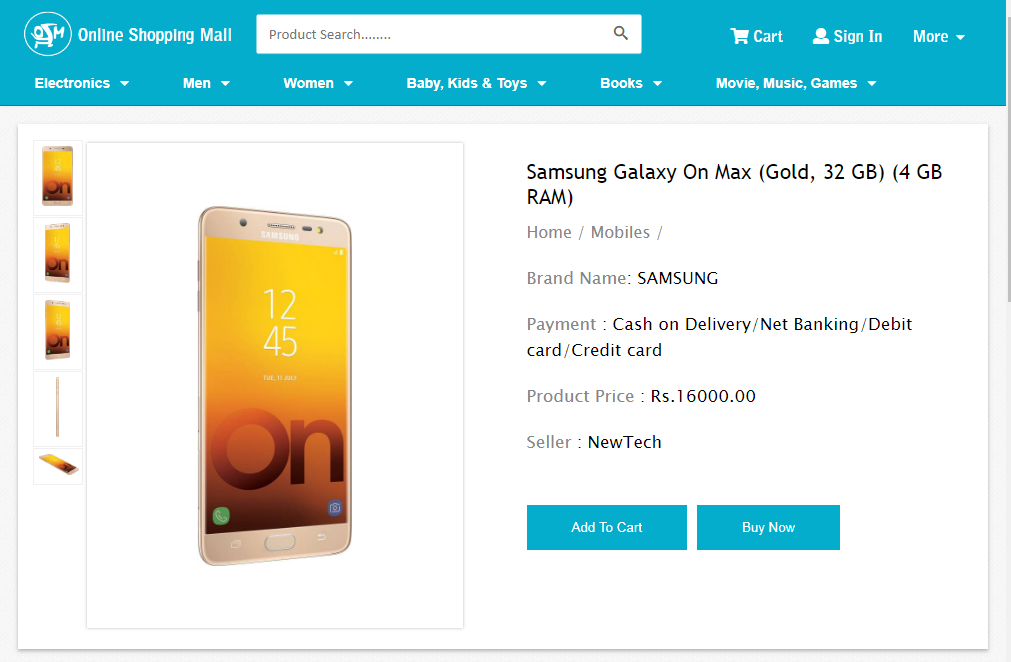 OSM
Online Shopping Mall
Product Search........
Cart
Sign In
More
Electronics
Men
Women
Baby, Kids & Toys
Books
Movie, Music, Games
On
SAMSUNG
12
45
TUE, 11 JULY
On
Samsung Galaxy On Max (Gold, 32 GB) (4 GB
RAM)
Home / Mobiles /
Brand Name: SAMSUNG
Payment : Cash on Delivery/Net Banking/Debit
card/Credit card
Product Price : Rs.16000.00
Seller : NewTech
Add To Cart
Buy Now